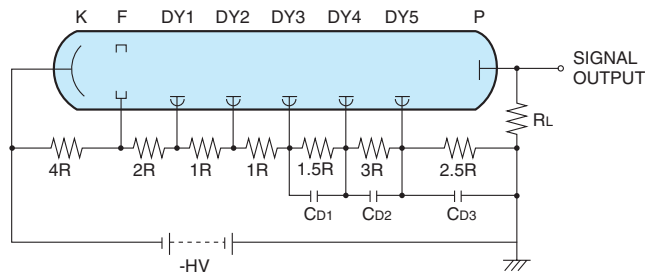 K F DY1 DY2 DY3 DY4 DY5 P
SIGNAL
OUTPUT
RL
4R 2R 1R 1R 1.5R 3R 2.5R
CD1 CD2 CD3
-HV